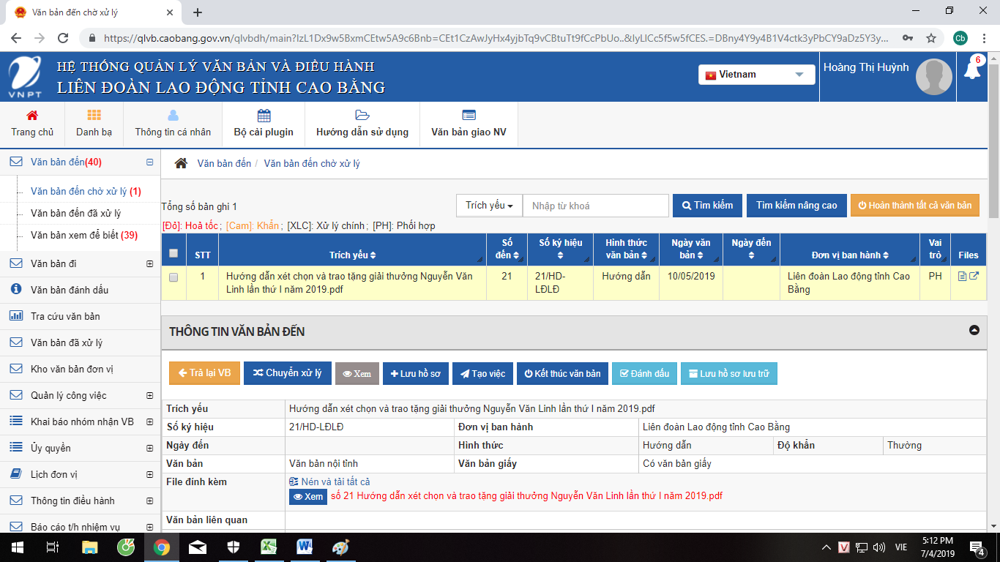 Văn bản đến chờ xử lý
https://qlvb.caobang.gov.vn/qlvbdh/main?lzL1Dx9w5BxmCEtw5A9c6Bnb=CEt1CzAwJyHx4yjbTq9vCBtuTt9fCcPbUo..&lyLlCc5f5w5fCES.=DBny4Y9y4B1V4ctk3yPbCY9aDz5Y3y...
Cb
HỆ THỐNG QUẢN LÝ VĂN BẢN VÀ ĐIỀU HÀNH
LIÊN ĐOÀN LAO ĐỘNG TỈNH CAO BẰNG
VNPT
Vietnam
Hoàng Thị Huỳnh
6
Trang chủ
Danh bạ
Thông tin cá nhân
Bộ cài plugin
Hướng dẫn sử dụng
Văn bản giao NV
Văn bản đến(40)
Văn bản đến chờ xử lý (1)
Văn bản đến đã xử lý
Văn bản xem để biết (39)
Văn bản đi
Văn bản đánh dấu
Tra cứu văn bản
Văn bản đã xử lý
Kho văn bản đơn vị
Quản lý công việc
Khai báo nhóm nhận VB
Ủy quyền
Lịch đơn vị
Thông tin điều hành
Báo cáo t/h nhiệm vụ
Văn bản đến / Văn bản đến chờ xử lý
Tổng số bản ghi 1
Trích yếu
Nhập từ khoá
Tìm kiếm
Tìm kiếm nâng cao
Hoàn thành tất cả văn bản
[Đỏ]: Hoả tốc; [Cam]: Khẩn; [XLC]: Xử lý chính; [PH]: Phối hợp
STT Trích yếu Số đến Số ký hiệu Hình thức văn bản Ngày văn bản Ngày đến Đơn vị ban hành Vai trò Files
1 Hướng dẫn xét chọn và trao tặng giải thưởng Nguyễn Văn Linh lần thứ I năm 2019.pdf 21 21/HD-LĐLĐ Hướng dẫn 10/05/2019 Liên đoàn Lao động tỉnh Cao Bằng PH
THÔNG TIN VĂN BẢN ĐẾN
Trả lại VB
Chuyển xử lý
Xem
Lưu hồ sơ
Tạo việc
Kết thúc văn bản
Đánh dấu
Lưu hồ sơ lưu trữ
Trích yếu Hướng dẫn xét chọn và trao tặng giải thưởng Nguyễn Văn Linh lần thứ I năm 2019.pdf
Số ký hiệu 21/HD-LĐLĐ Đơn vị ban hành Liên đoàn Lao động tỉnh Cao Bằng
Ngày đến Hình thức Hướng dẫn Độ khẩn Thường
Văn bản Văn bản nội tỉnh Văn bản giấy Có văn bản giấy
File đính kèm Nén và tải tất cả
Xem số 21 Hướng dẫn xét chọn và trao tặng giải thưởng Nguyễn Văn Linh lần thứ I năm 2019.pdf
Văn bản liên quan
VIE
5:12 PM
7/4/2019
4